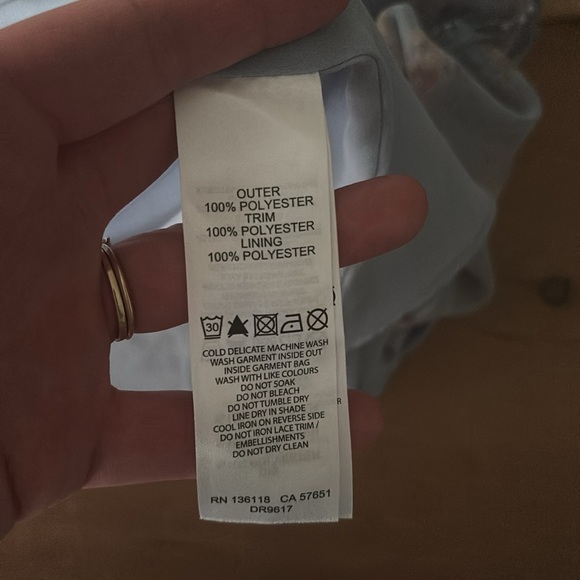 OUTER
100% POLYESTER
TRIM
100% POLYESTER
LINING
100% POLYESTER
30
COLD DELICATE MACHINE WASH
WASH GARMENT INSIDE OUT
INSIDE GARMENT BAG
WASH WITH LIKE COLOURS
DO NOT SOAK
DO NOT BLEACH
DO NOT TUMBLE DRY
LINE DRY IN SHADE
COOL IRON ON REVERSE SIDE
DO NOT IRON LACE TRIM /
EMBELLISHMENTS
DO NOT DRY CLEAN
RN 136118 CA 57651
DR9617